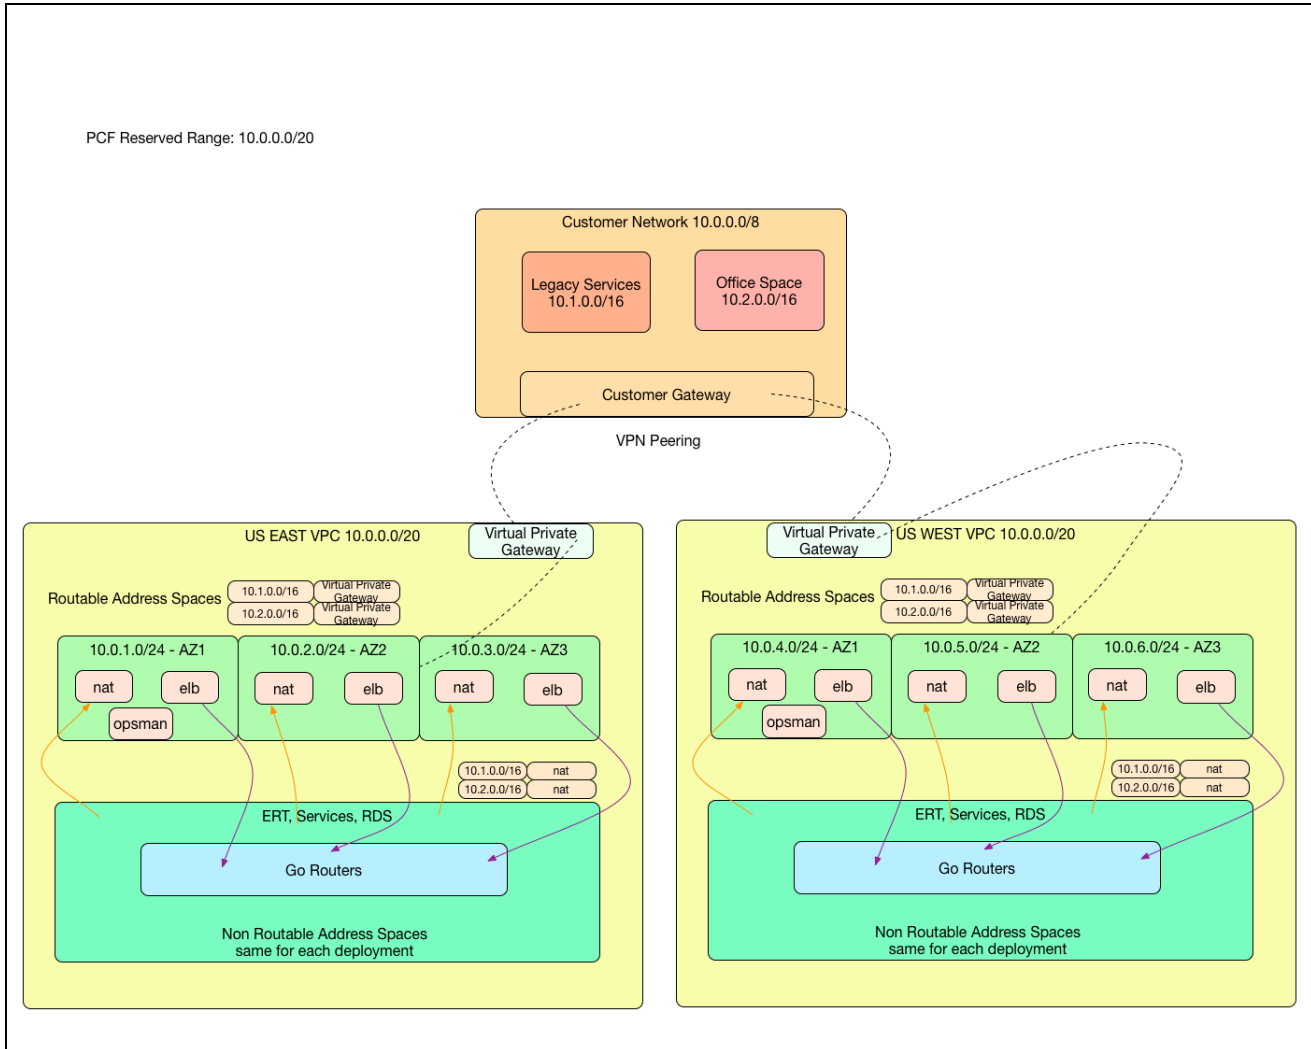 PCF Reserved Range: 10.0.0.0/20
Customer Network 10.0.0.0/8
Legacy Services
10.1.0.0/16
Office Space
10.2.0.0/16
Customer Gateway
VPN Peering
US EAST VPC 10.0.0.0/20
Virtual Private
Gateway
Routable Address Spaces
10.1.0.0/16
Virtual Private
Gateway
10.2.0.0/16
Virtual Private
Gateway
10.0.1.0/24 - AZ1
nat
elb
opsman
10.0.2.0/24 - AZ2
nat
elb
10.0.3.0/24 - AZ3
nat
elb
10.1.0.0/16
nat
10.2.0.0/16
nat
ERT, Services, RDS
Go Routers
Non Routable Address Spaces
same for each deployment
Virtual Private
Gateway
US WEST VPC 10.0.0.0/20
Routable Address Spaces
10.1.0.0/16
Virtual Private
Gateway
10.2.0.0/16
Virtual Private
Gateway
10.0.4.0/24 - AZ1
nat
elb
opsman
10.0.5.0/24 - AZ2
nat
elb
10.0.6.0/24 - AZ3
nat
elb
10.1.0.0/16
nat
10.2.0.0/16
nat
ERT, Services, RDS
Go Routers
Non Routable Address Spaces
same for each deployment